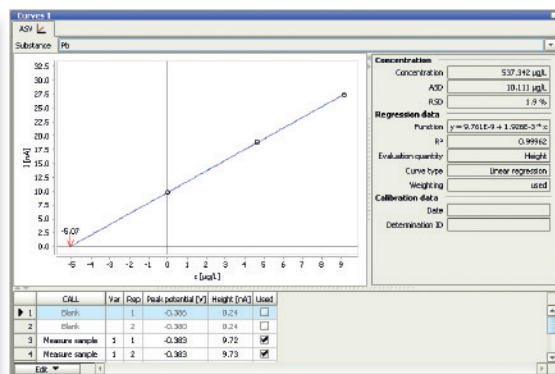 Curves 1
ASV
Substance Pb
Concentration
Concentration 537.342 µg/L
ASD 10.111 µg/L
RSD 1.9 %
Regression data
Function y = 9.761E-9 + 1.926E-3 * x
R² 0.99962
Evaluation quantity Height
Curve type Linear regression
Weighting used
Calibration data
Date
Determination ID
I [nA]
32.5
30.0
27.5
25.0
22.5
20.0
17.5
15.0
12.5
10.0
7.5
5.0
2.5
0.0
-5.07
-5 -4 -3 -2 -1 0 1 2 3 4 5 6 7 8 9
c [µg/L]
CALL Var Rep Peak potential [V] Height [nA] Used
1 Blank 1 -0.386 0.24
2 Blank 2 -0.380 0.24
3 Measure sample 1 1 -0.383 9.72
4 Measure sample 1 2 -0.383 9.73
Edit